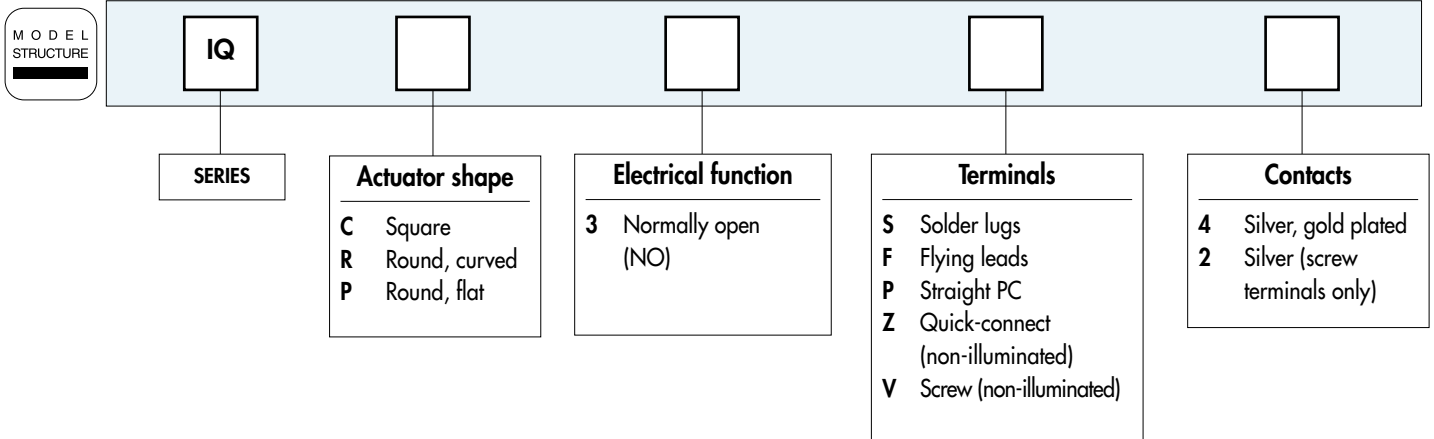 MODEL
STRUCTURE
IQ
SERIES
Actuator shape
C Square
R Round, curved
P Round, flat
Electrical function
3 Normally open
(NO)
Terminals
S Solder lugs
F Flying leads
P Straight PC
Z Quick-connect
(non-illuminated)
V Screw (non-illuminated)
Contacts
4 Silver, gold plated
2 Silver (screw
terminals only)